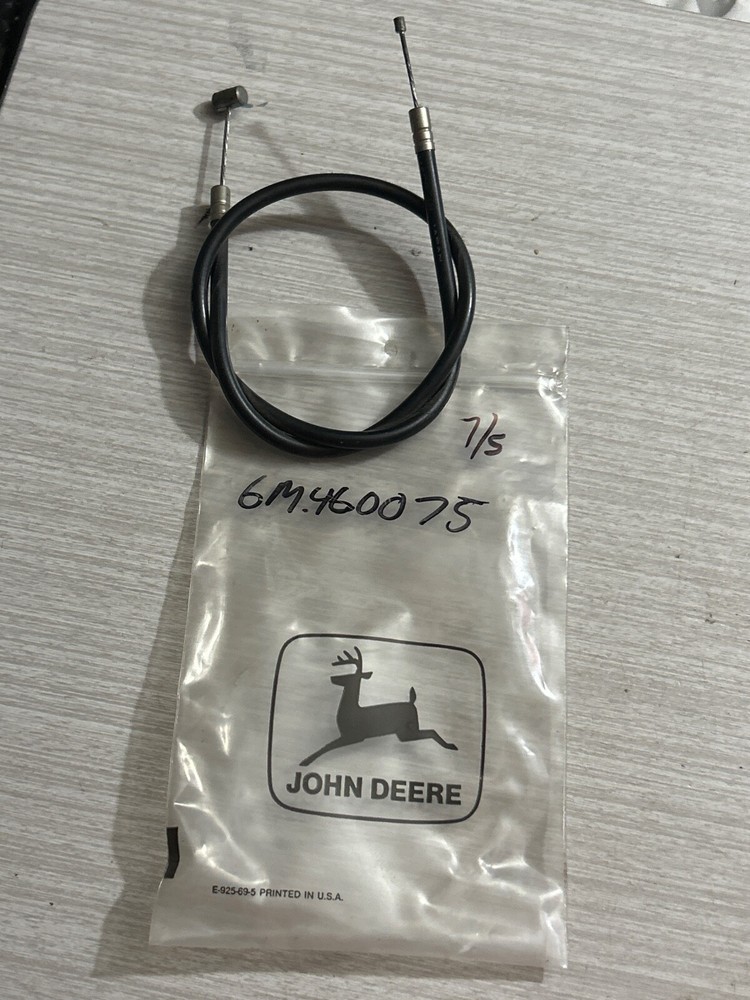 7/5
6M.460075
JOHN DEERE
E-925-69-5 PRINTED IN U.S.A.